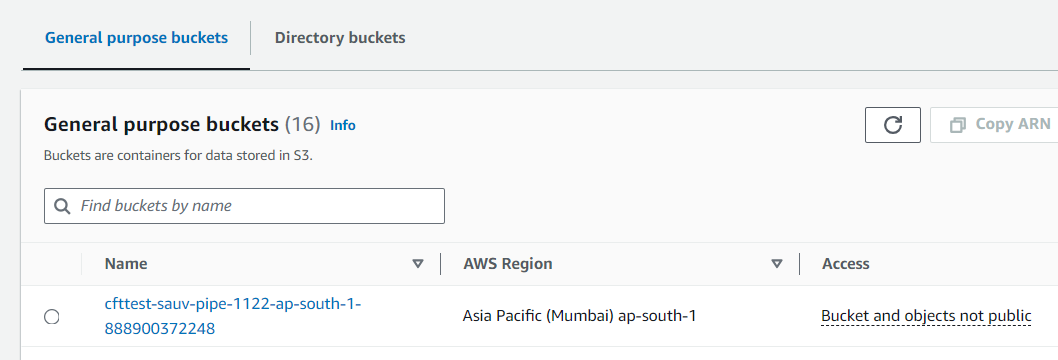 General purpose buckets Directory buckets
General purpose buckets (16) Info
Copy ARN
Buckets are containers for data stored in S3.
Find buckets by name
Name AWS Region Access
cfttest-sauv-pipe-1122-ap-south-1-
888900372248
Asia Pacific (Mumbai) ap-south-1
Bucket and objects not public